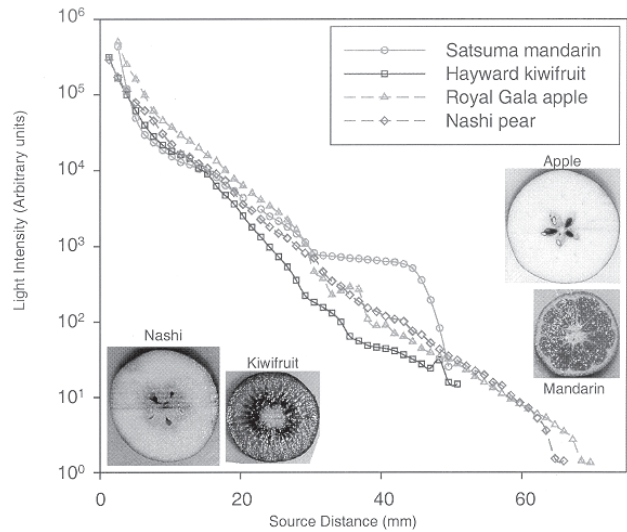 10^6
10^5
10^4
10^3
10^2
10^1
10^0
Light Intensity (Arbitrary units)
Satsuma mandarin
Hayward kiwifruit
Royal Gala apple
Nashi pear
Apple
Mandarin
Nashi
Kiwifruit
0
20
40
60
Source Distance (mm)